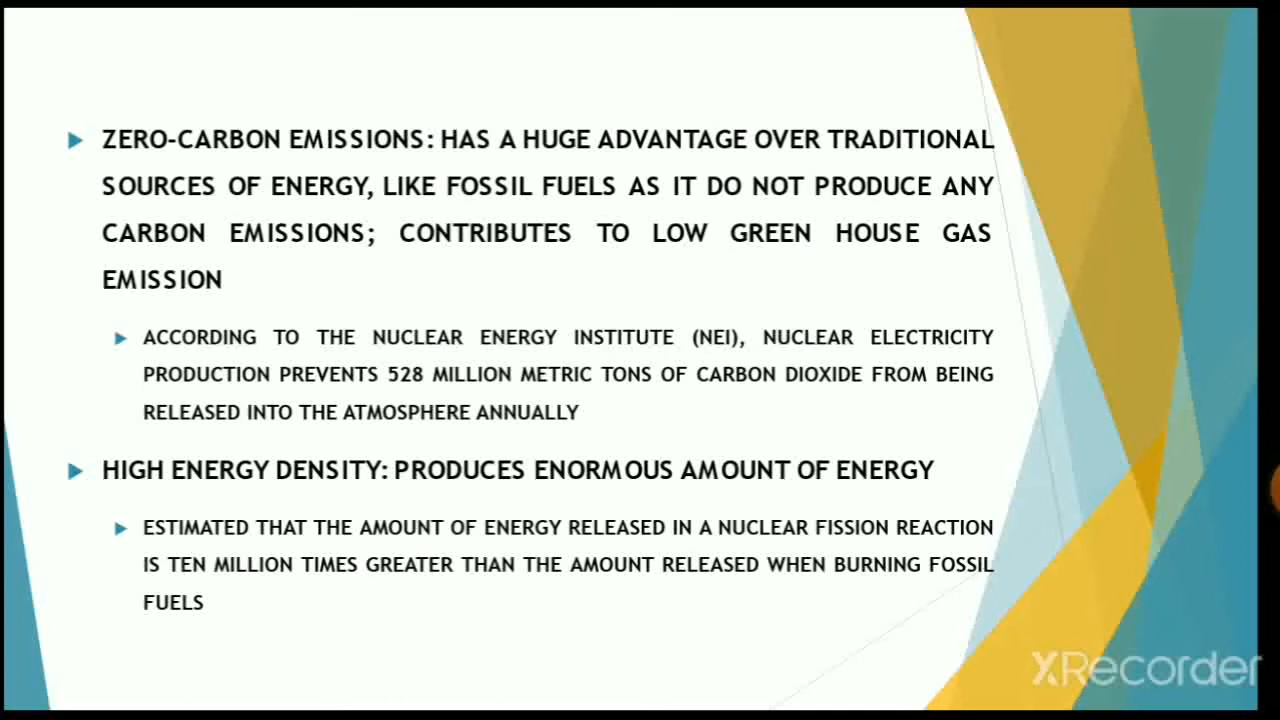 ZERO-CARBON EMISSIONS: HAS A HUGE ADVANTAGE OVER TRADITIONAL
SOURCES OF ENERGY, LIKE FOSSIL FUELS AS IT DO NOT PRODUCE ANY
CARBON EMISSIONS; CONTRIBUTES TO LOW GREEN HOUSE GAS
EMISSION
ACCORDING TO THE NUCLEAR ENERGY INSTITUTE (NEI), NUCLEAR ELECTRICITY
PRODUCTION PREVENTS 528 MILLION METRIC TONS OF CARBON DIOXIDE FROM BEING
RELEASED INTO THE ATMOSPHERE ANNUALLY
HIGH ENERGY DENSITY: PRODUCES ENORMOUS AMOUNT OF ENERGY
ESTIMATED THAT THE AMOUNT OF ENERGY RELEASED IN A NUCLEAR FISSION REACTION
IS TEN MILLION TIMES GREATER THAN THE AMOUNT RELEASED WHEN BURNING FOSSIL
FUELS
XRecorder